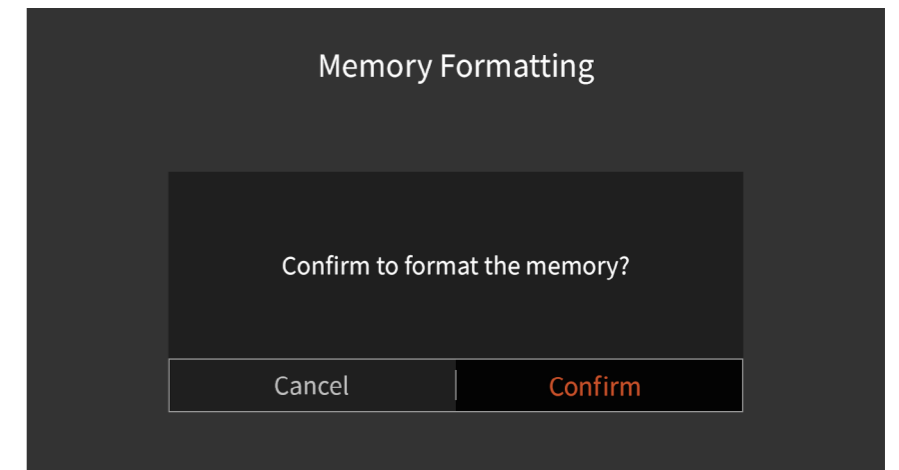 Memory Formatting
Confirm to format the memory?
Cancel
Confirm